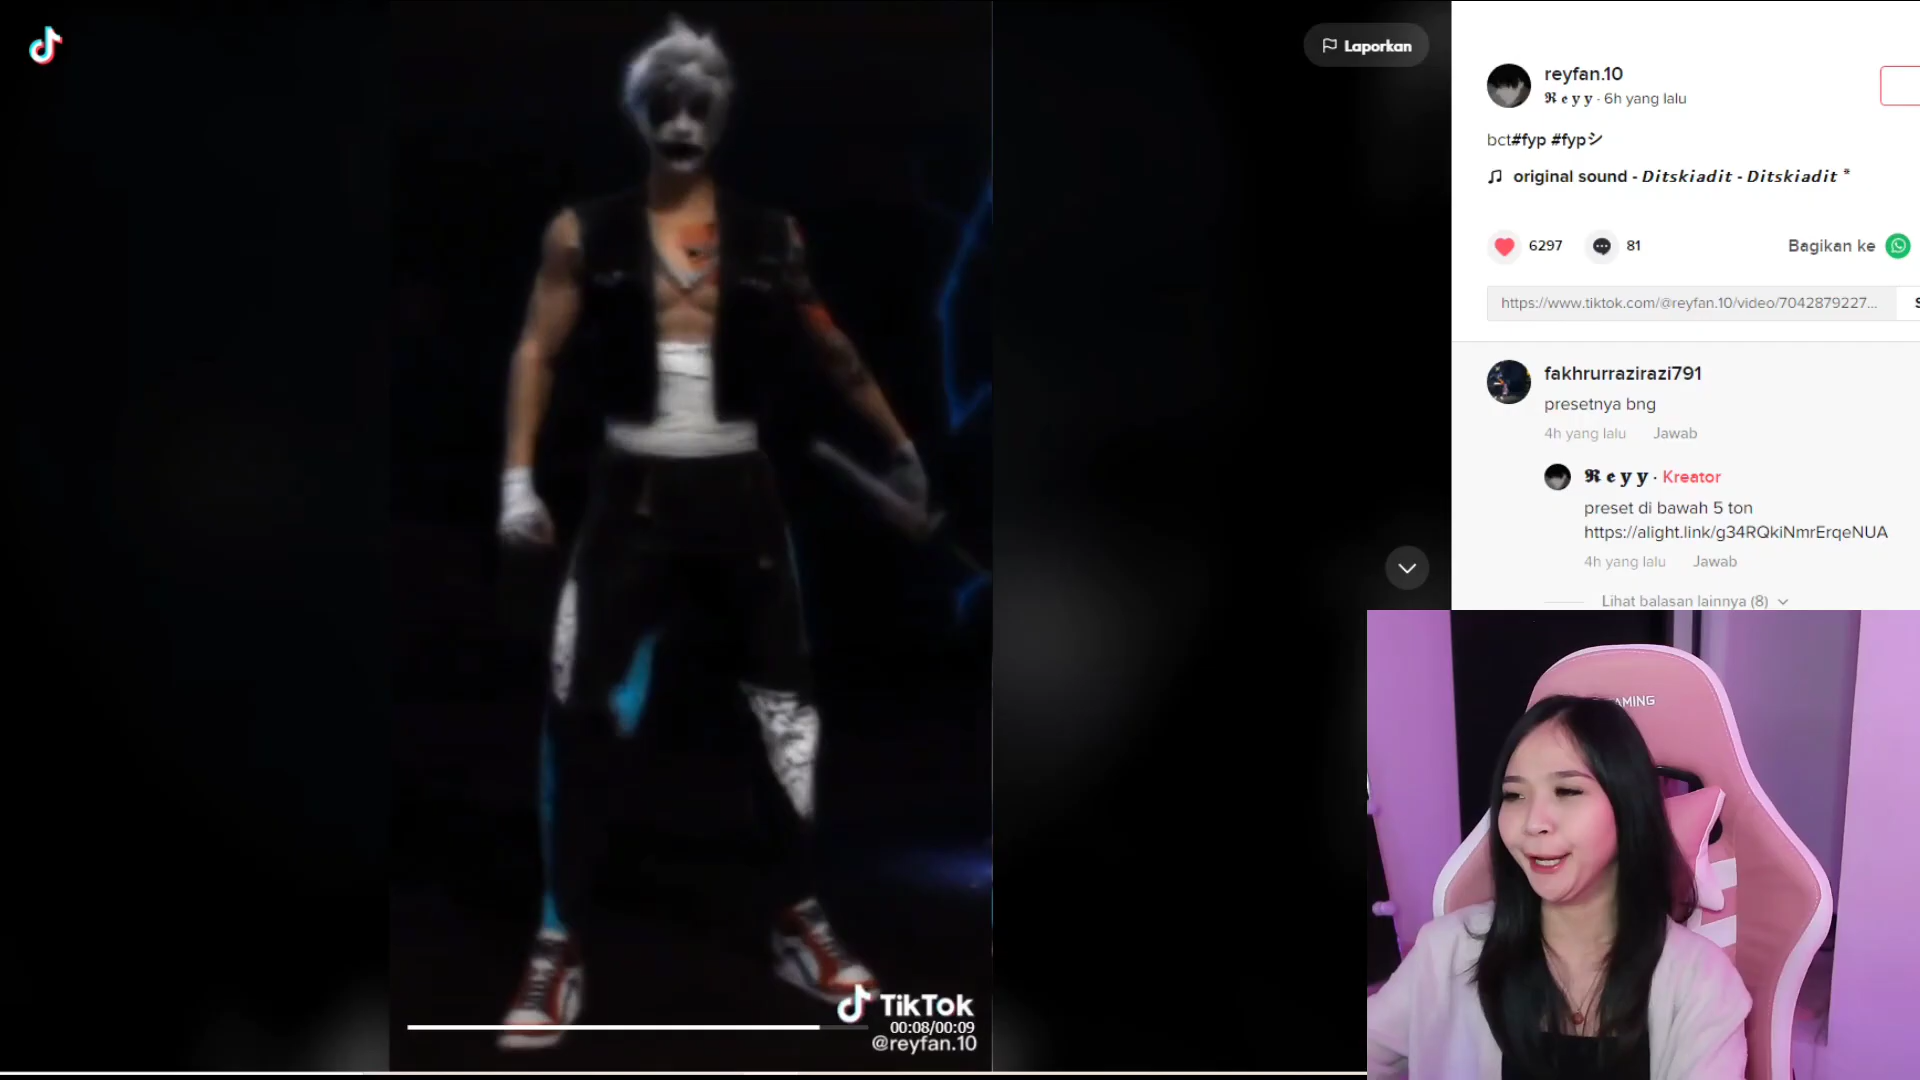 Laporkan
TikTok
00:08/00:09
@reyfan.10
reyfan.10
𝕽 𝖊 𝐲 𝐲 · 6h yang lalu
bct#fyp #fypシ
original sound - 𝘿𝙞𝙩𝙨𝙠𝙞𝙖𝙙𝙞𝙩 - 𝘿𝙞𝙩𝙨𝙠𝙞𝙖𝙙𝙞𝙩 *
6297
81
Bagikan ke
https://www.tiktok.com/@reyfan.10/video/7042879227...
fakhrurrazirazi791
presetnya bng
4h yang lalu Jawab
𝕽 𝖊 𝐲 𝐲 · Kreator
preset di bawah 5 ton
https://alight.link/g34RQkiNmrErqeNUA
4h yang lalu Jawab
Lihat balasan lainnya (8)
AMING